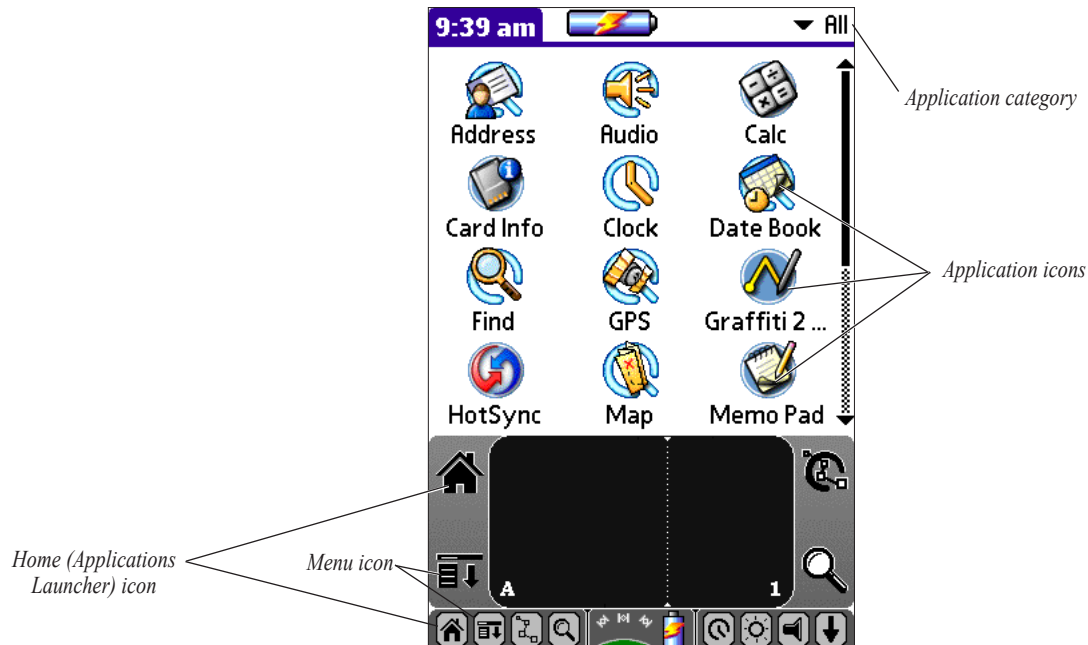 9:39 am
All
Application category
Address
Audio
Calc
Card Info
Clock
Date Book
Application icons
Find
GPS
Graffiti 2 ...
HotSync
Map
Memo Pad
Home (Applications
Launcher) icon
Menu icon
A
1